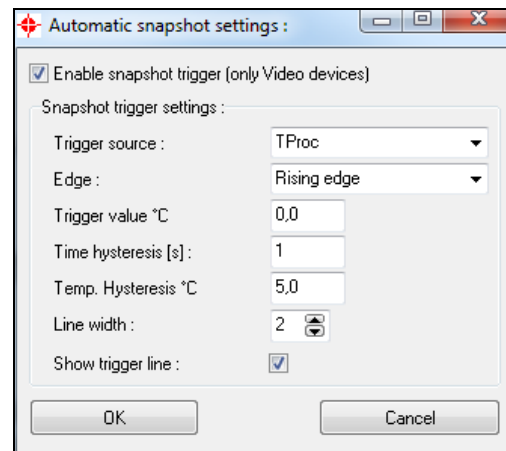 Automatic snapshot settings :
Enable snapshot trigger (only Video devices)
Snapshot trigger settings :
Trigger source : TProc
Edge : Rising edge
Trigger value °C 0,0
Time hysteresis [s] : 1
Temp. Hysteresis °C 5,0
Line width : 2
Show trigger line :
OK Cancel